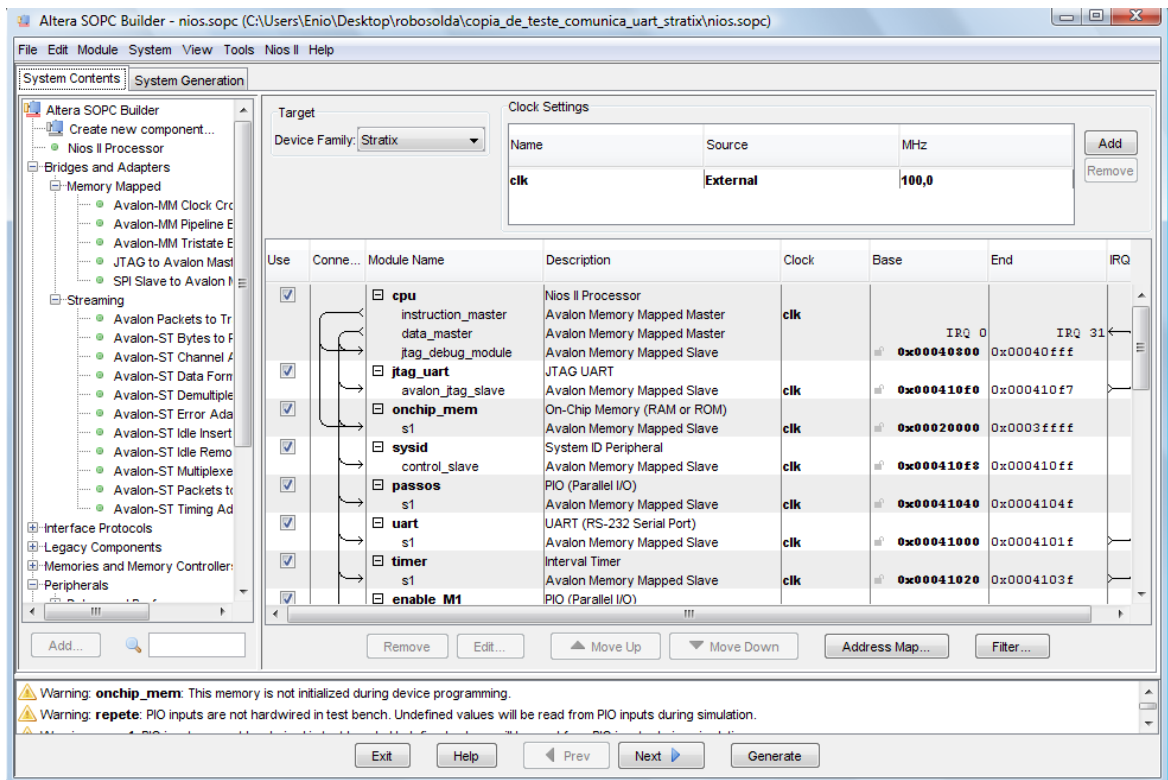 Altera SOPC Builder - nios.sopc (C:\Users\Enio\Desktop\robosolda\copia_de_teste_comunica_uart_stratix\nios.sopc)
File Edit Module System View Tools Nios II Help
System Contents System Generation
Altera SOPC Builder
Create new component...
Nios II Processor
Bridges and Adapters
Memory Mapped
Avalon-MM Clock Cro
Avalon-MM Pipeline B
Avalon-MM Tristate B
JTAG to Avalon Mast
SPI Slave to Avalon M
Streaming
Avalon Packets to Tr
Avalon-ST Bytes to P
Avalon-ST Channel A
Avalon-ST Data Form
Avalon-ST Demultiple
Avalon-ST Error Ada
Avalon-ST Idle Insert
Avalon-ST Idle Remo
Avalon-ST Multiplexe
Avalon-ST Packets to
Avalon-ST Timing Ad
Interface Protocols
Legacy Components
Memories and Memory Controller
Peripherals
Add...
Target
Device Family: Stratix
Clock Settings
Name Source MHz
clk External 100,0
Add
Remove
Use Conne... Module Name Description Clock Base End IRQ
cpu Nios II Processor
instruction_master Avalon Memory Mapped Master clk
data_master Avalon Memory Mapped Master IRQ 0 IRQ 31
jtag_debug_module Avalon Memory Mapped Slave 0x00040800 0x00040fff
jtag_uart JTAG UART
avalon_jtag_slave Avalon Memory Mapped Slave clk 0x000410f0 0x000410f7
onchip_mem On-Chip Memory (RAM or ROM)
s1 Avalon Memory Mapped Slave clk 0x00020000 0x0003ffff
sysid System ID Peripheral
control_slave Avalon Memory Mapped Slave clk 0x000410f8 0x000410ff
passos PIO (Parallel I/O)
s1 Avalon Memory Mapped Slave clk 0x00041040 0x0004104f
uart UART (RS-232 Serial Port)
s1 Avalon Memory Mapped Slave clk 0x00041000 0x0004101f
timer Interval Timer
s1 Avalon Memory Mapped Slave clk 0x00041020 0x0004103f
enable_M1 PIO (Parallel I/O)
Remove Edit... Move Up Move Down Address Map... Filter...
Warning: onchip_mem: This memory is not initialized during device programming.
Warning: repete: PIO inputs are not hardwired in test bench. Undefined values will be read from PIO inputs during simulation.
Exit Help Prev Next Generate